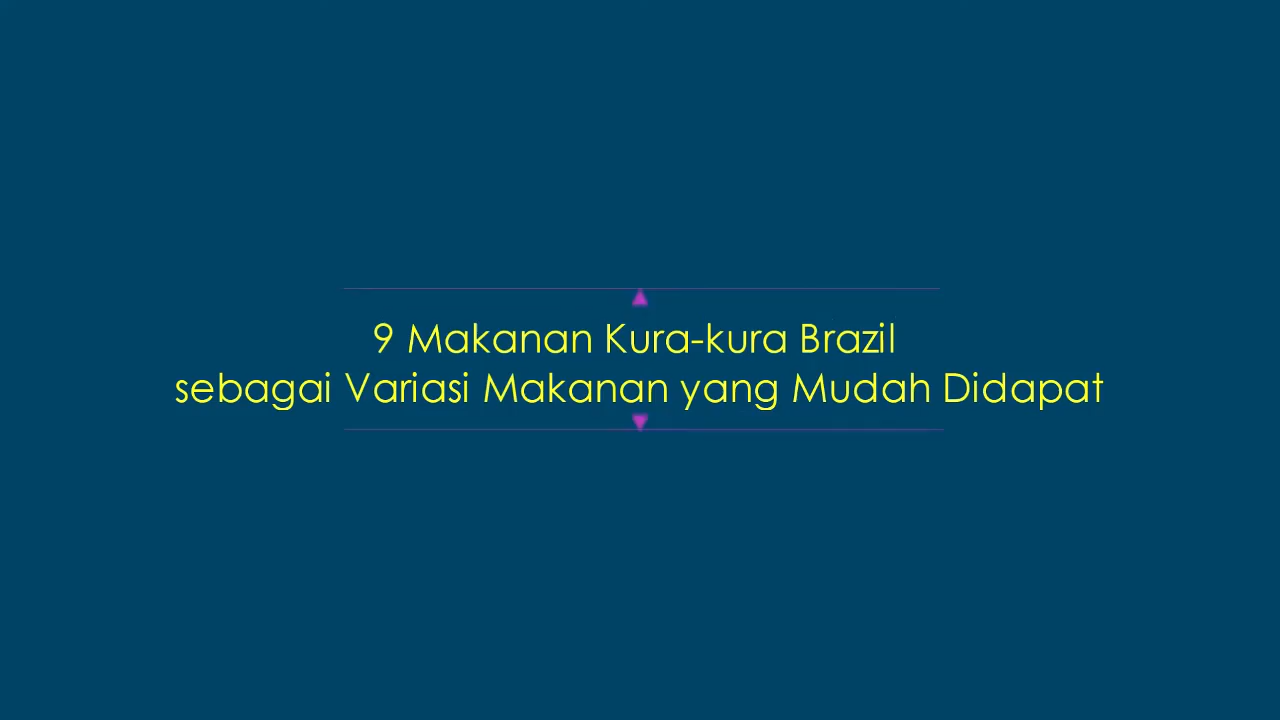 9 Makanan Kura-kura Brazil
sebagai Variasi Makanan yang Mudah Didapat